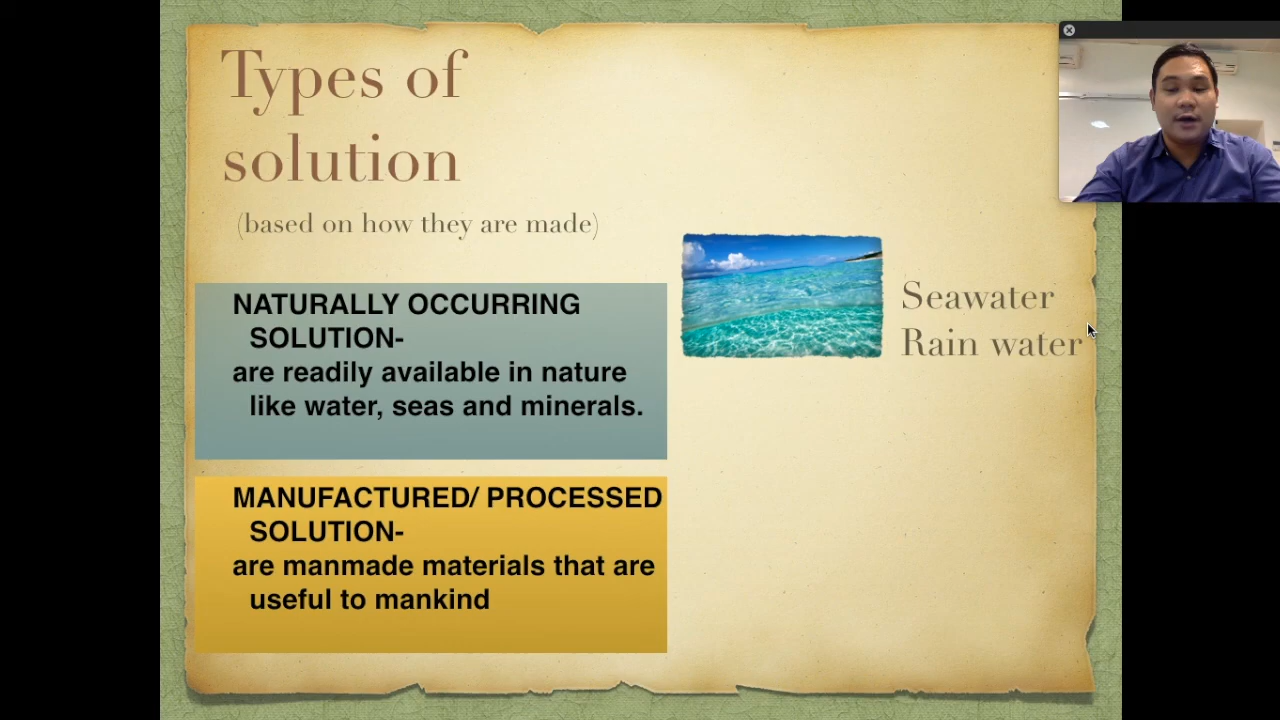 Types of
solution
(based on how they are made)
NATURALLY OCCURRING
SOLUTION-
are readily available in nature
like water, seas and minerals.
Seawater
Rain water
MANUFACTURED/ PROCESSED
SOLUTION-
are manmade materials that are
useful to mankind